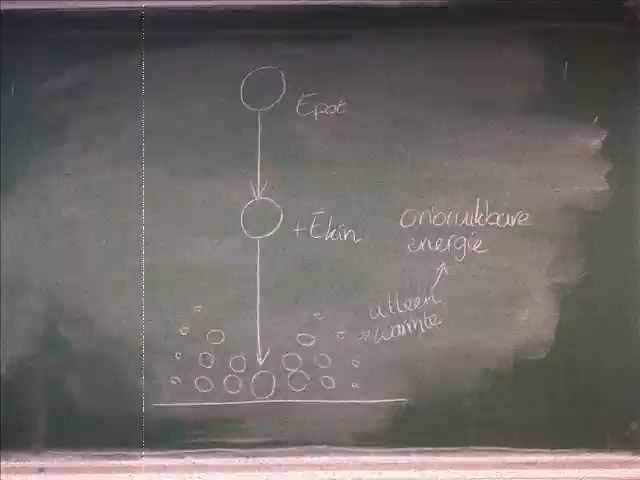 Epot
+ Ekin
onbruikbare
energie
alleen
warmte